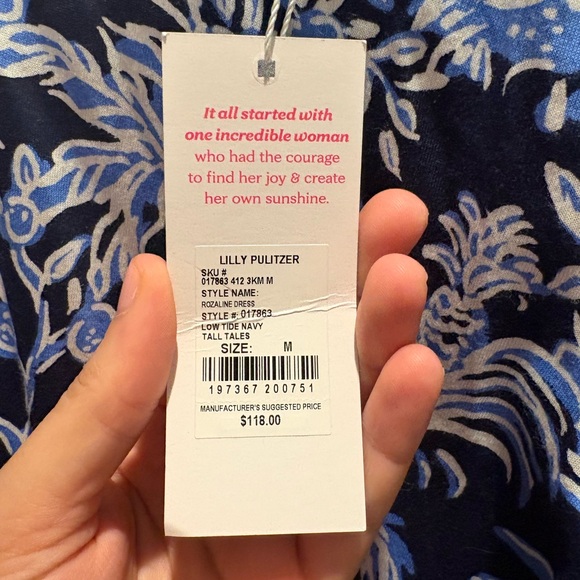 It all started with
one incredible woman
who had the courage
to find her joy & create
her own sunshine.
LILLY PULITZER
SKU #
017863 412 3KM M
STYLE NAME:
ROZALINE DRESS
STYLE #: 017863
LOW TIDE NAVY
TALL TALES
SIZE: M
197367 200751
MANUFACTURER'S SUGGESTED PRICE
$118.00